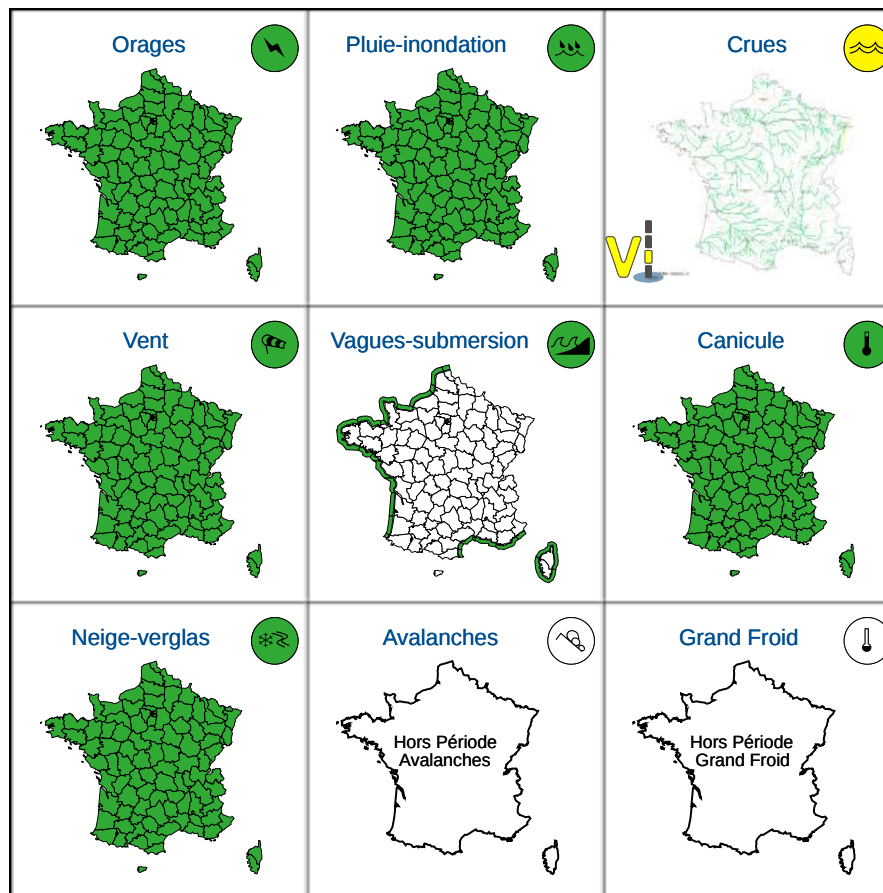 Orages
Pluie-inondation
Crues
Vi
Vent
Vagues-submersion
Canicule
Neige-verglas
Avalanches
Grand Froid
Hors Période
Avalanches
Hors Période
Grand Froid